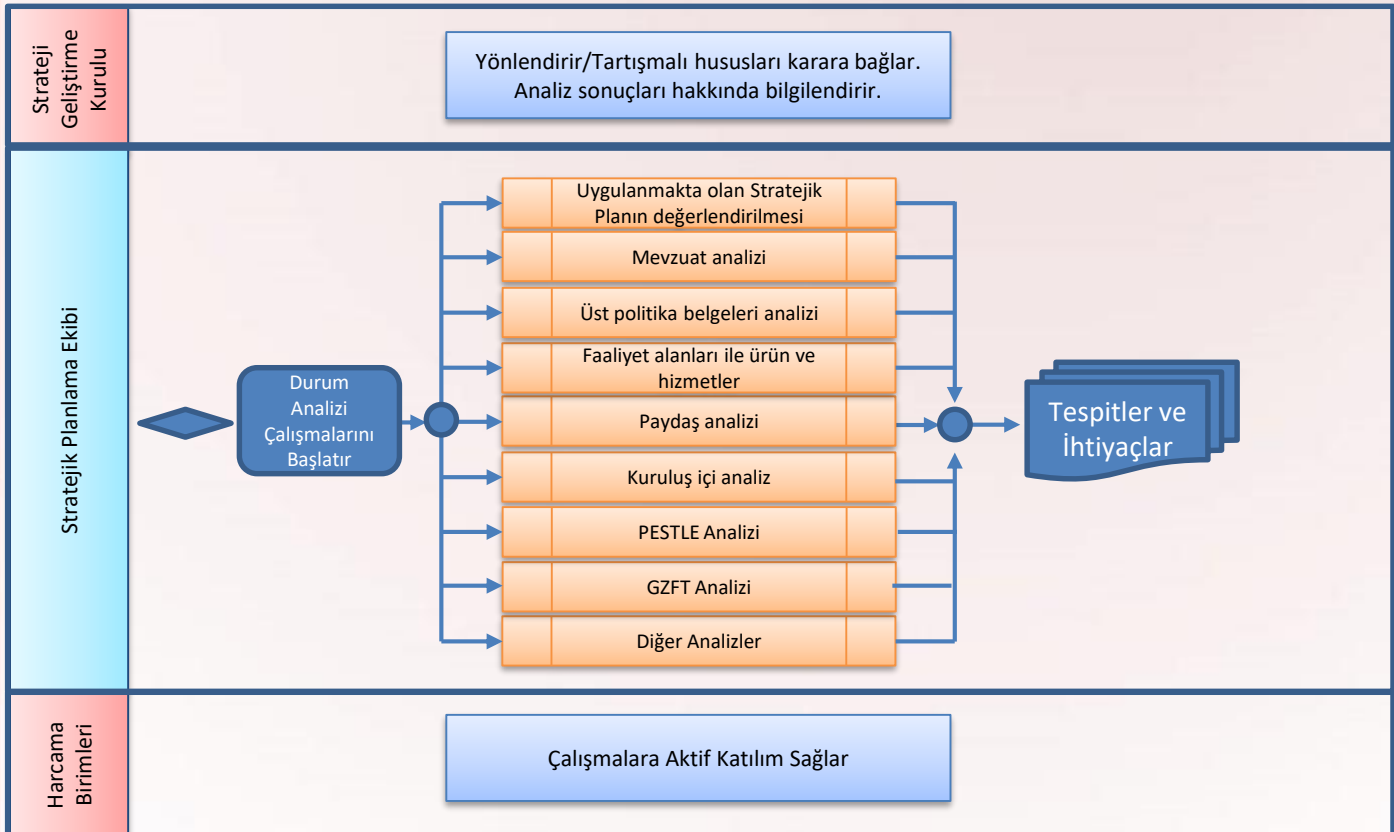 Strateji
Geliştirme
Kurulu
Yönlendirir/Tartışmalı hususları karara bağlar.
Analiz sonuçları hakkında bilgilendirir.
Stratejik Planlama Ekibi
Durum
Analizi
Çalışmalarını
Başlatır
Uygulanmakta olan Stratejik
Planın değerlendirilmesi
Mevzuat analizi
Üst politika belgeleri analizi
Faaliyet alanları ile ürün ve
hizmetler
Paydaş analizi
Kuruluş içi analiz
PESTLE Analizi
GZFT Analizi
Diğer Analizler
Tespitler ve
İhtiyaçlar
Harcama
Birimleri
Çalışmalara Aktif Katılım Sağlar